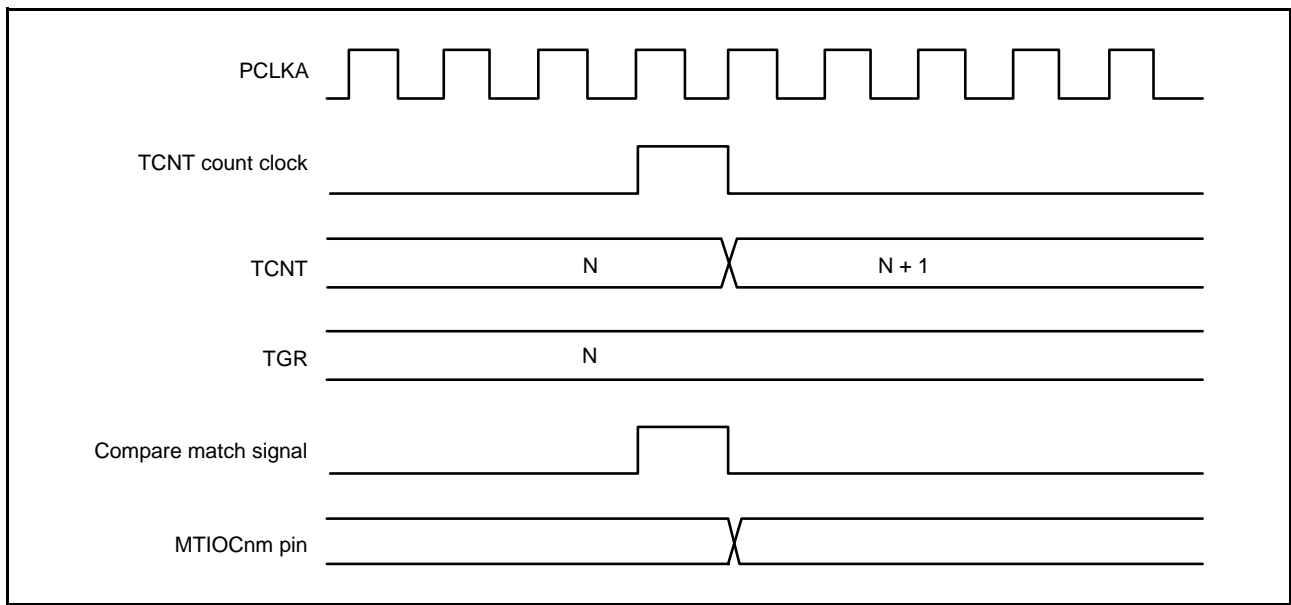 PCLKA
TCNT count clock
TCNT
N
N + 1
TGR
N
Compare match signal
MTIOCnm pin